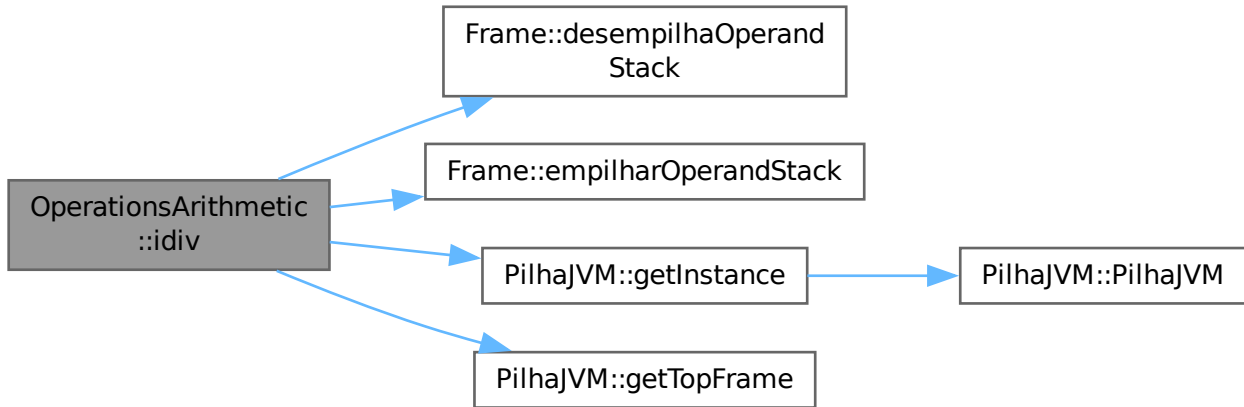 Frame::desempilhaOperand
Stack
Frame::empilharOperandStack
OperationsArithmetic
::idiv
PilhaJVM::getInstance
PilhaJVM::PilhaJVM
PilhaJVM::getTopFrame